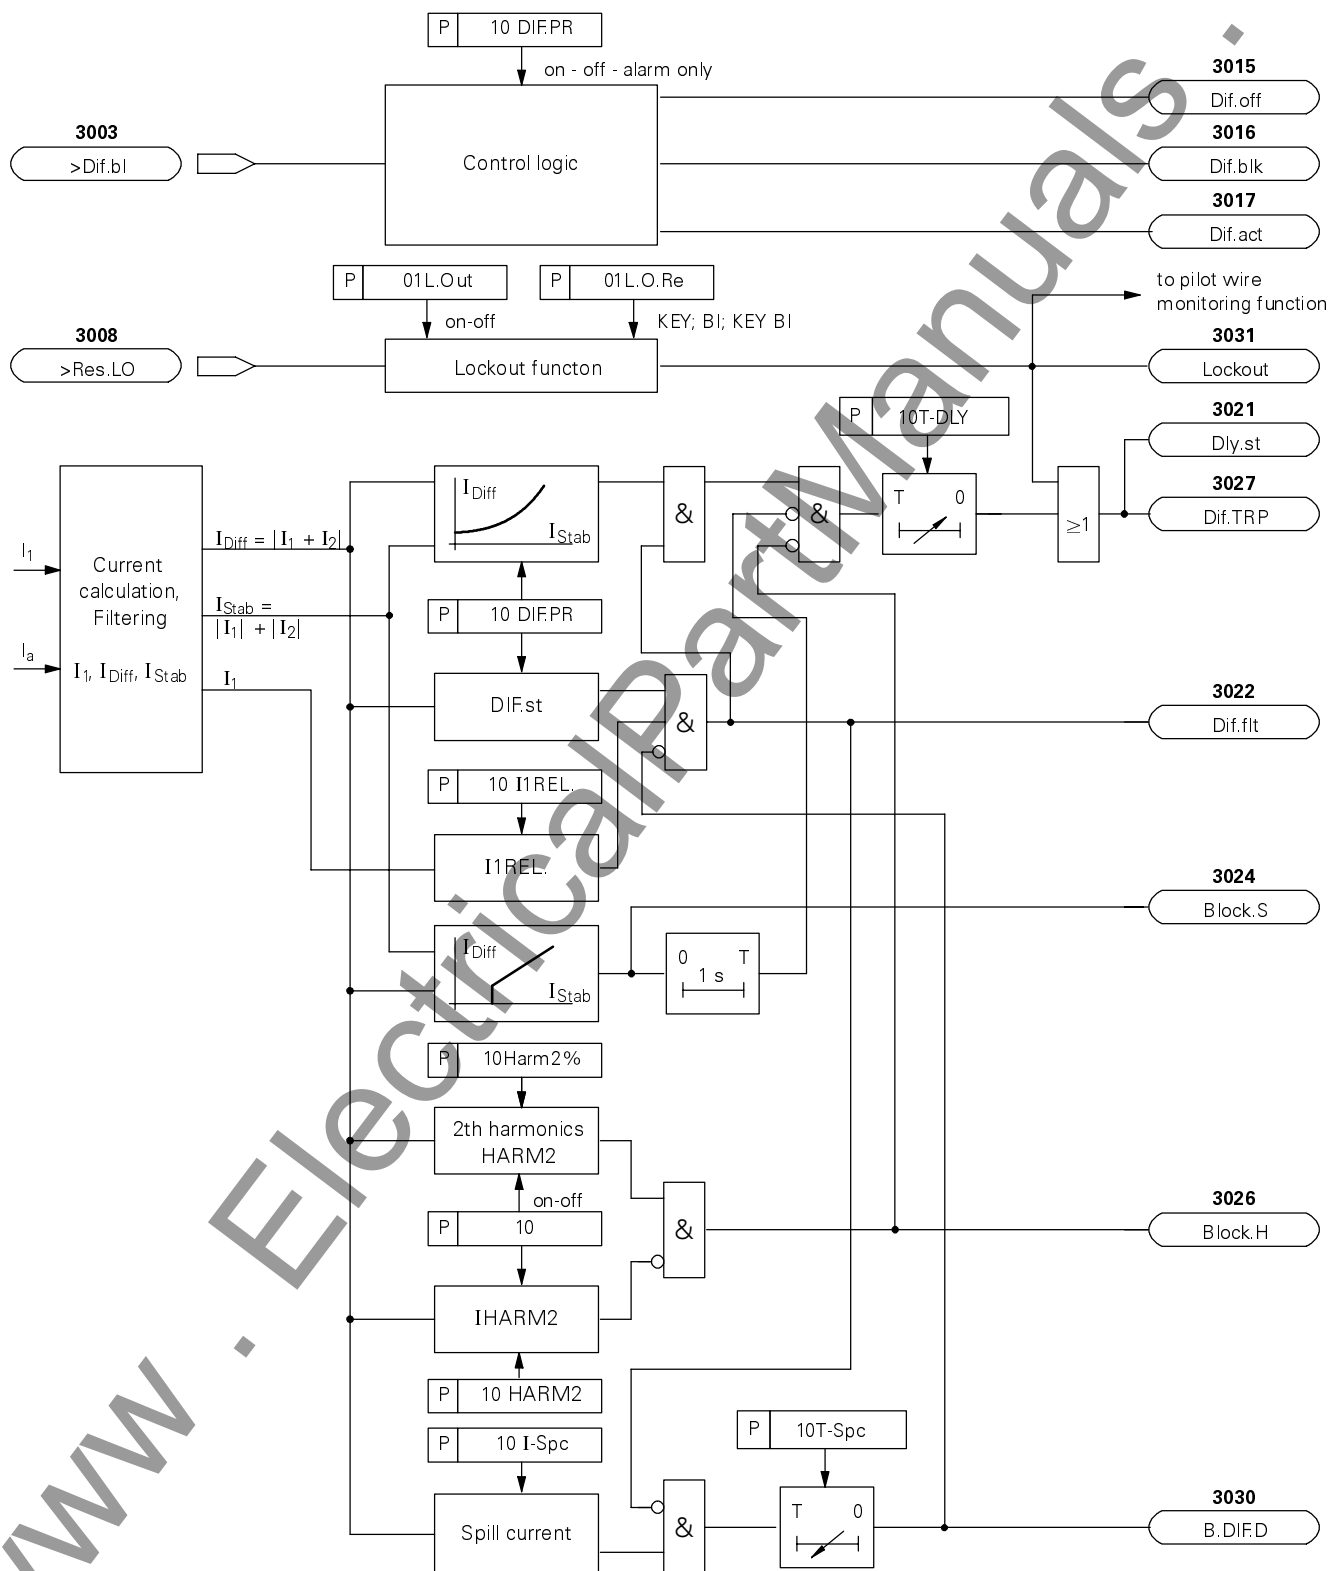 P 10 DIF.PR
on - off - alarm only
3015
Dif.off
3003
>Dif.bl
Control logic
3016
Dif.blk
3017
Dif.act
P 01L.Out
P 01L.O.Re
to pilot wire
monitoring function
on-off
KEY; BI; KEY BI
3008
>Res.LO
Lockout functon
3031
Lockout
P 10T-DLY
3021
Dly.st
IDiff
IStab
&
&
T 0
≥1
3027
Dif.TRP
I1
Ia
Current
calculation,
Filtering
I1, IDiff, IStab
IDiff = |I1 + I2|
IStab =
|I1| + |I2|
I1
P 10 DIF.PR
DIF.st
&
3022
Dif.flt
P 10 I1REL.
I1REL.
3024
Block.S
IDiff
IStab
0 T
1 s
P 10Harm2%
2th harmonics
HARM2
on-off
P 10
&
3026
Block.H
IHARM2
P 10 HARM2
P 10 I-Spc
P 10T-Spc
Spill current
&
T 0
3030
B.DIF.D
www . ElectricalPartManuals .